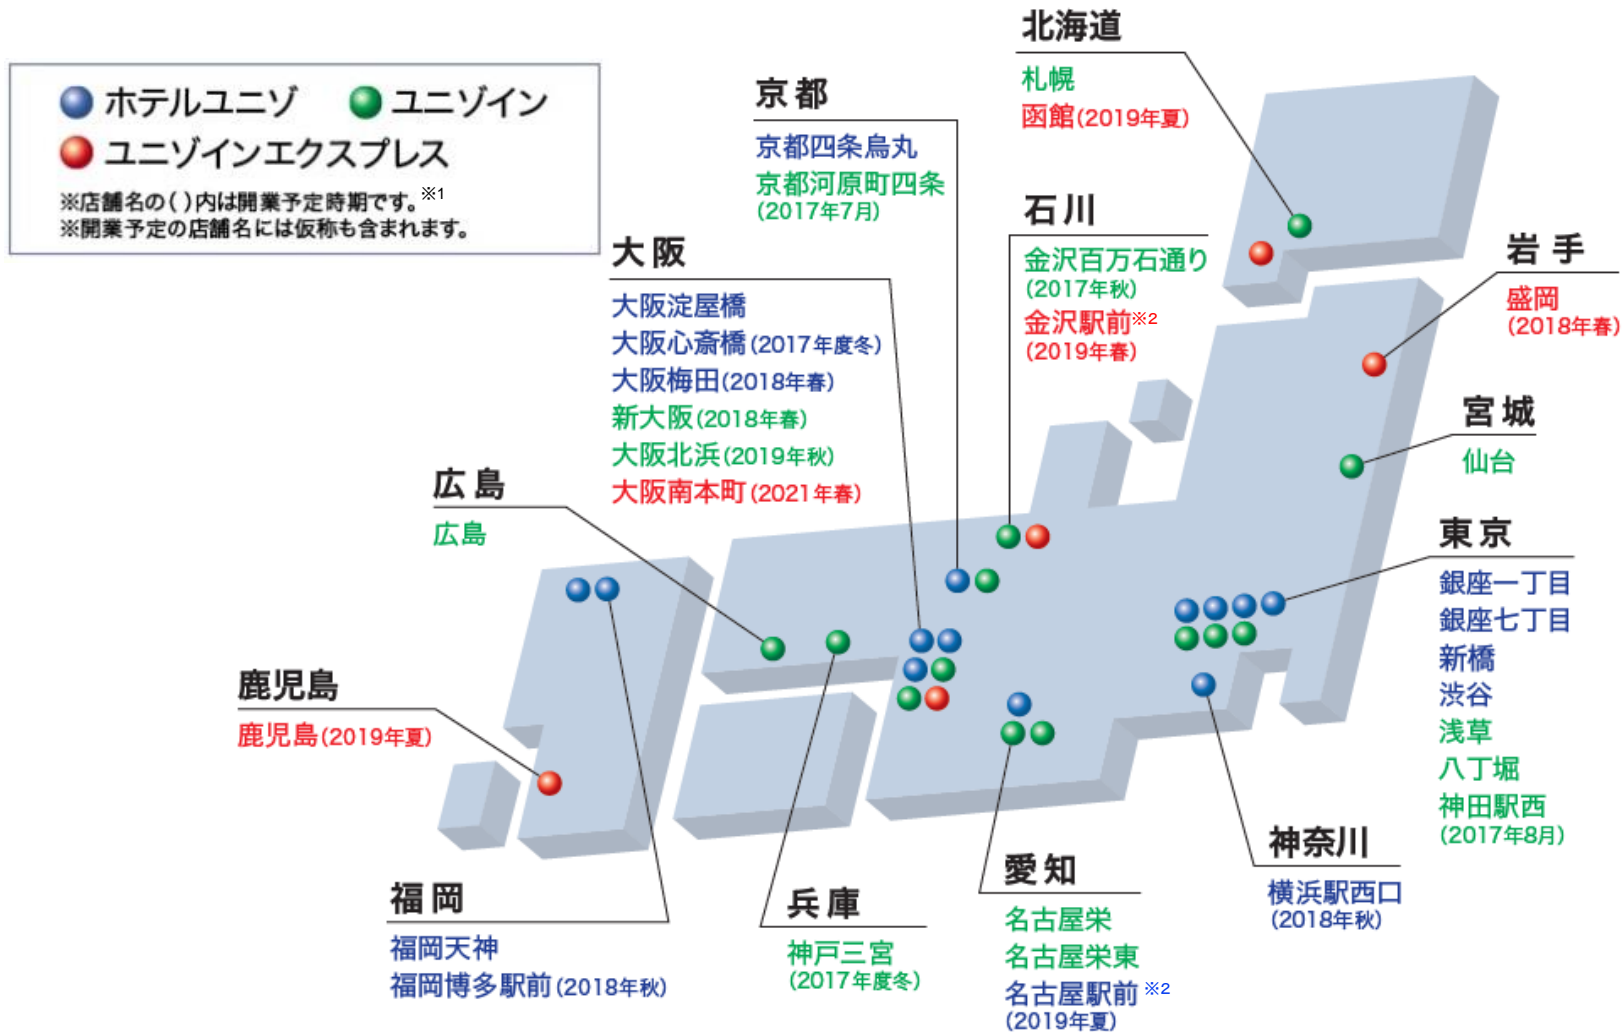 ホテルユニゾ ユニゾイン
ユニゾインエクスプレス
※店舗名の( )内は開業予定時期です。※1
※開業予定の店舗名には仮称も含まれます。
北海道
札幌
函館(2019年夏)
京都
京都四条烏丸
京都河原町四条
(2017年7月)
石川
金沢百万石通り
(2017年秋)
金沢駅前※2
(2019年春)
岩手
盛岡
(2018年春)
大阪
大阪淀屋橋
大阪心斎橋(2017年度冬)
大阪梅田(2018年春)
新大阪(2018年春)
大阪北浜(2019年秋)
大阪南本町(2021年春)
宮城
仙台
広島
広島
東京
銀座一丁目
銀座七丁目
新橋
渋谷
浅草
八丁堀
神田駅西
(2017年8月)
鹿児島
鹿児島(2019年夏)
神奈川
横浜駅西口
(2018年秋)
福岡
福岡天神
福岡博多駅前(2018年秋)
兵庫
神戸三宮
(2017年度冬)
愛知
名古屋栄
名古屋栄東
名古屋駅前※2
(2019年夏)